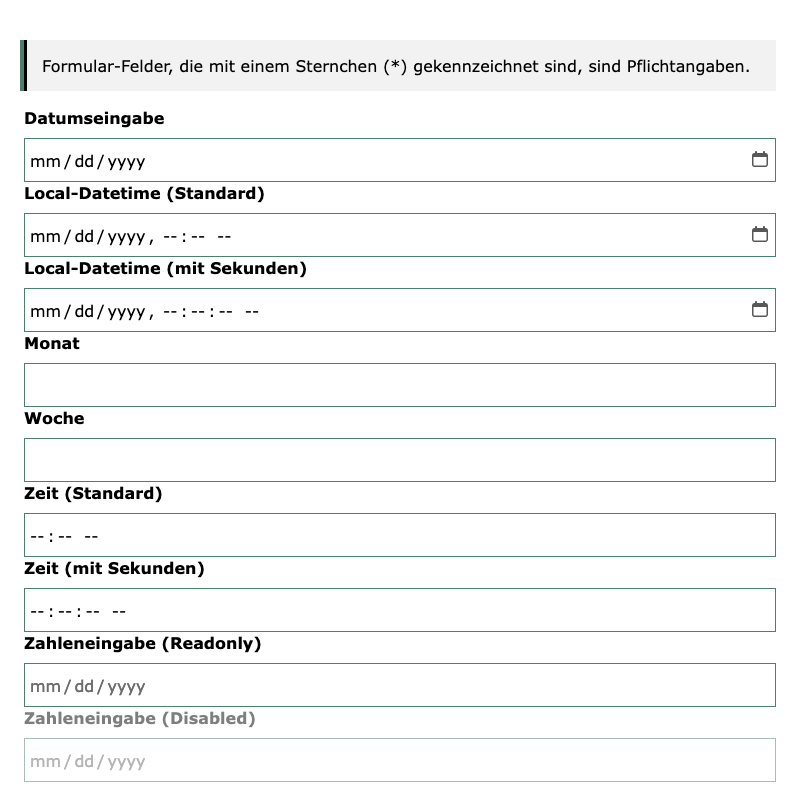 Formular-Felder, die mit einem Sternchen (*) gekennzeichnet sind, sind Pflichtangaben.
Datumseingabe
mm/dd/yyyy
Local-Datetime (Standard)
mm/dd/yyyy, --:-- --
Local-Datetime (mit Sekunden)
mm/dd/yyyy, --:--:-- --
Monat
Woche
Zeit (Standard)
--:-- --
Zeit (mit Sekunden)
--:--:-- --
Zahleneingabe (Readonly)
mm/dd/yyyy
Zahleneingabe (Disabled)
mm/dd/yyyy